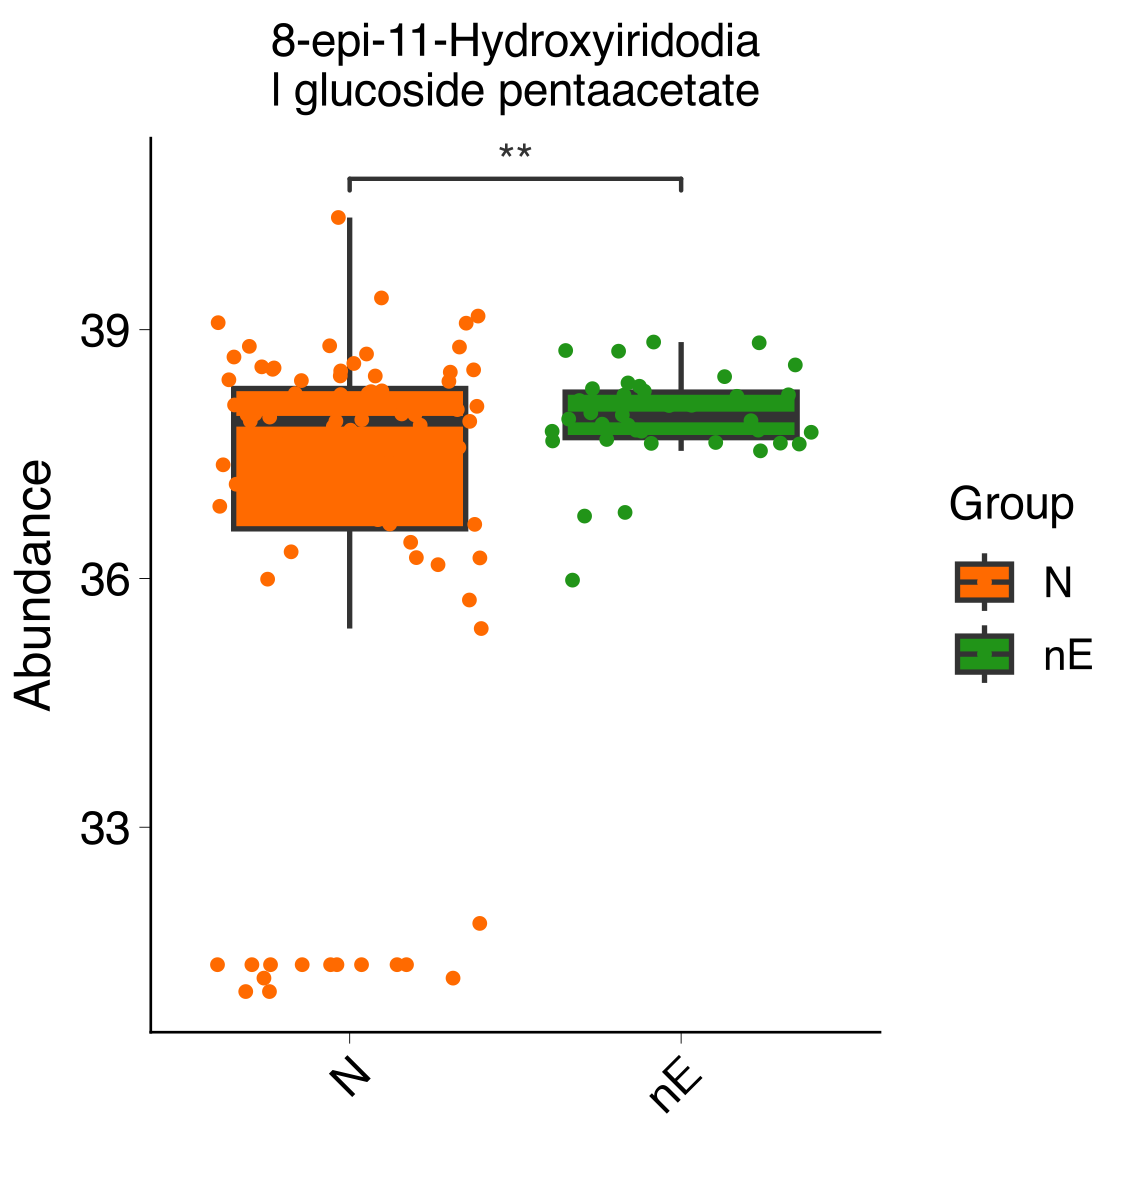 8-epi-11-Hydroxyiridodia
l glucoside pentaacetate
**
39
36
33
Abundance
N
nE
Group
N
nE